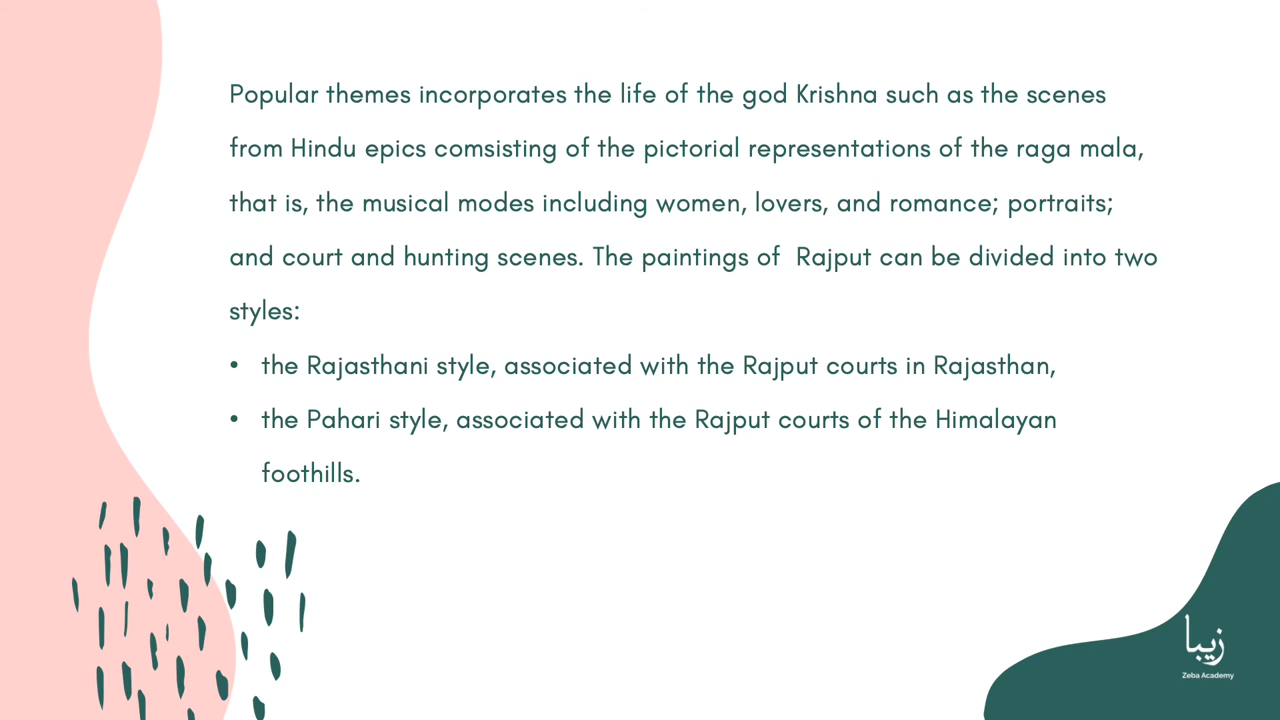 Popular themes incorporates the life of the god Krishna such as the scenes
from Hindu epics comsisting of the pictorial representations of the raga mala,
that is, the musical modes including women, lovers, and romance; portraits;
and court and hunting scenes. The paintings of  Rajput can be divided into two
styles:
• the Rajasthani style, associated with the Rajput courts in Rajasthan,
• the Pahari style, associated with the Rajput courts of the Himalayan
foothills.
زیبا
Zeba Academy